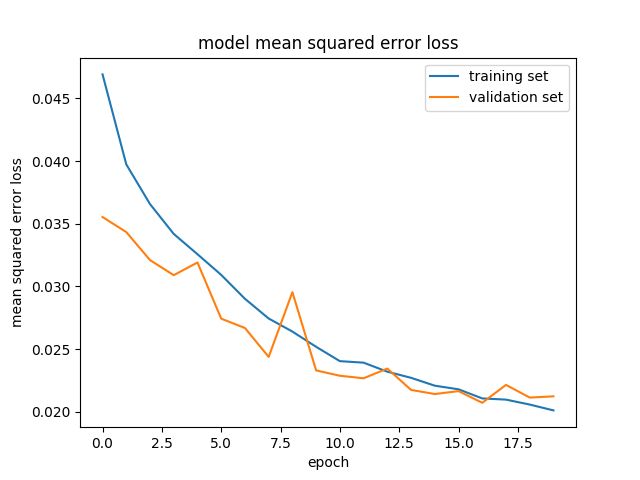 model mean squared error loss
training set
validation set
mean squared error loss
0.045
0.040
0.035
0.030
0.025
0.020
0.0 2.5 5.0 7.5 10.0 12.5 15.0 17.5
epoch